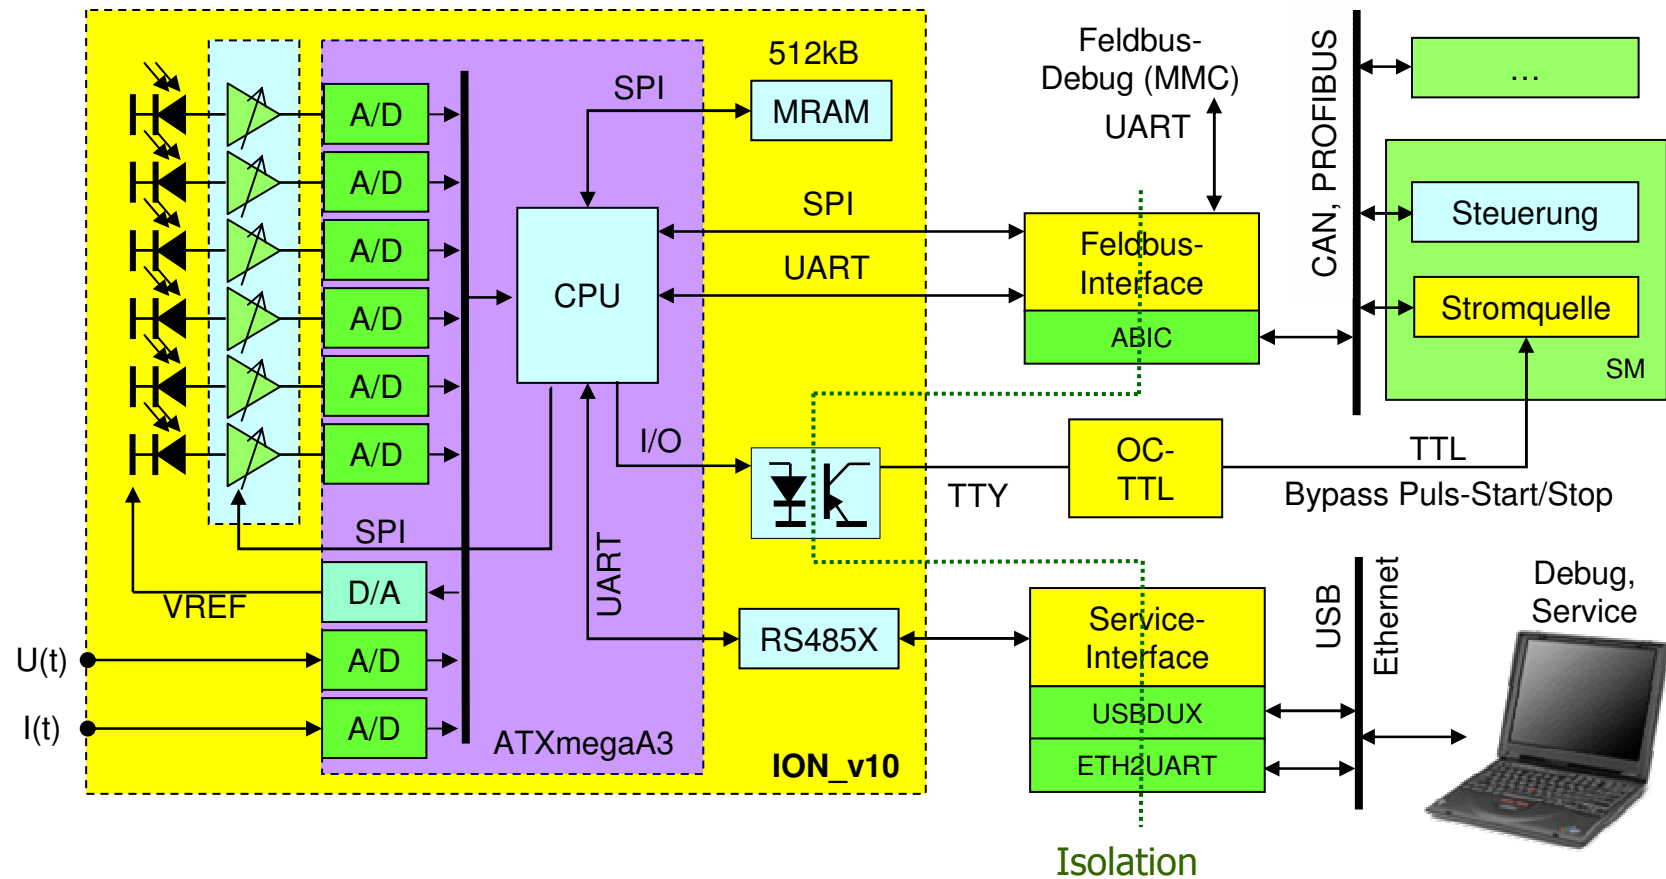 512kB
SPI
MRAM
A/D
A/D
A/D
A/D
A/D
A/D
CPU
SPI
UART
I/O
UART
SPI
D/A
VREF
A/D
A/D
U(t)
I(t)
ATXmegaA3
ION_v10
RS485X
Feldbus-
Debug (MMC)
UART
Feldbus-
Interface
ABIC
CAN, PROFIBUS
...
Steuerung
Stromquelle
SM
TTY
OC-
TTL
TTL
Bypass Puls-Start/Stop
Service-
Interface
USBDUX
ETH2UART
USB
Ethernet
Debug,
Service
Isolation